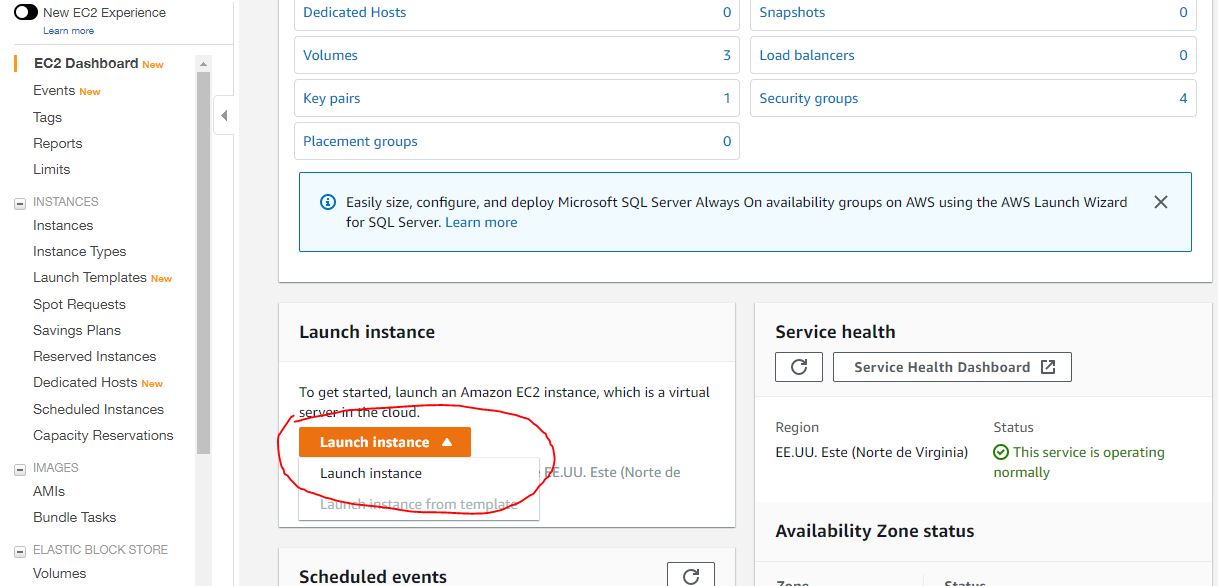 New EC2 Experience
Learn more
EC2 Dashboard New
Events New
Tags
Reports
Limits
INSTANCES
Instances
Instance Types
Launch Templates New
Spot Requests
Savings Plans
Reserved Instances
Dedicated Hosts New
Scheduled Instances
Capacity Reservations
IMAGES
AMIs
Bundle Tasks
ELASTIC BLOCK STORE
Volumes
Dedicated Hosts 0
Snapshots 0
Volumes 3
Load balancers 0
Key pairs 1
Security groups 4
Placement groups 0
Easily size, configure, and deploy Microsoft SQL Server Always On availability groups on AWS using the AWS Launch Wizard
for SQL Server. Learn more
Launch instance
To get started, launch an Amazon EC2 instance, which is a virtual
server in the cloud.
Launch instance
Launch instance
EE.UU. Este (Norte de
Launch instance from template
Scheduled events
Service health
Service Health Dashboard
Region
Status
EE.UU. Este (Norte de Virginia)
This service is operating
normally
Availability Zone status
Zone
Status